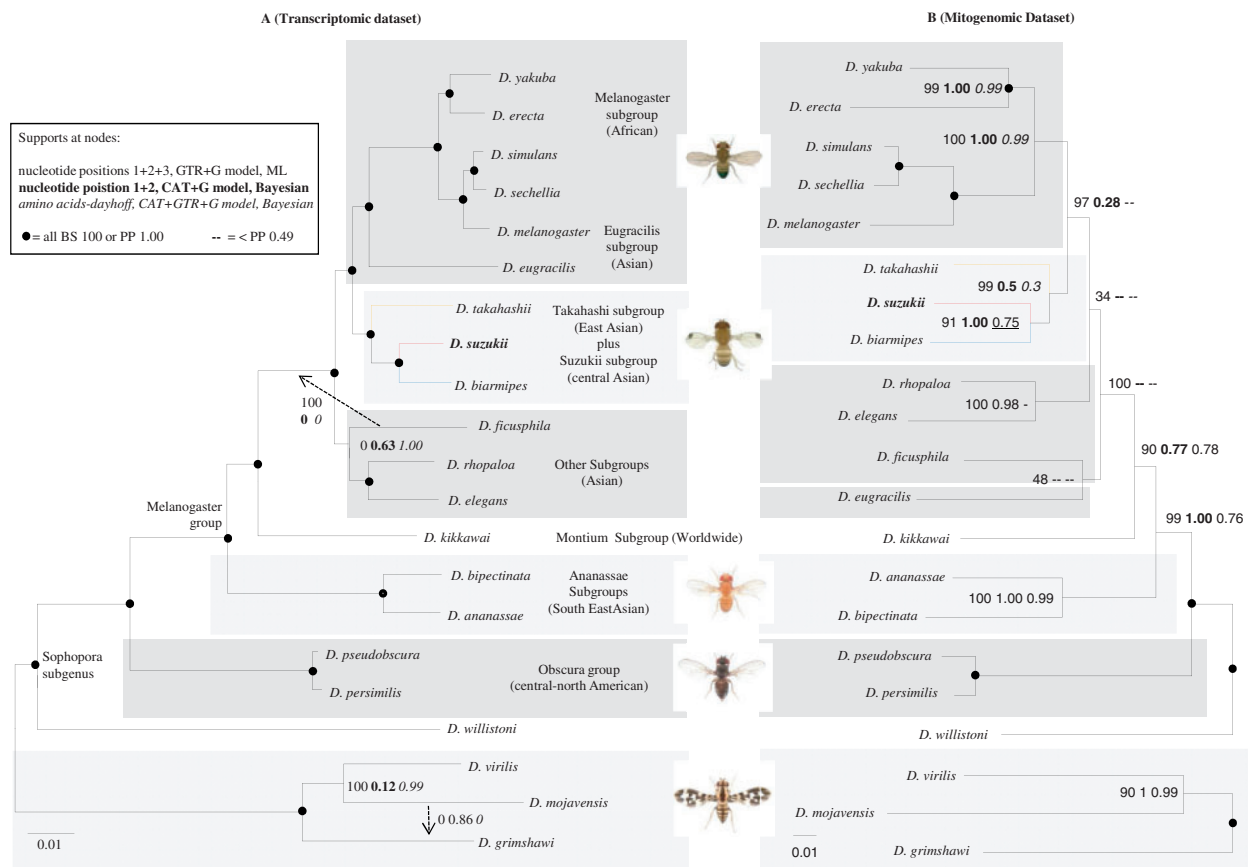 A (Transcriptomic dataset)
Supports at nodes:
nucleotide positions 1+2+3, GTR+G model, ML
nucleotide poistion 1+2, CAT+G model, Bayesian
amino acids-dayhoff, CAT+GTR+G model, Bayesian
●= all BS 100 or PP 1.00 -- = < PP 0.49
D. yakuba
D. erecta
D. simulans
D. sechellia
D. melanogaster
D. eugracilis
Melanogaster
subgroup
(African)
Eugracilis
subgroup
(Asian)
D. takahashii
D. suzukii
D. biarmipes
Takahashi subgroup
(East Asian)
plus
Suzukii subgroup
(central Asian)
100
0 0
D. ficusphila
0 0.63 1.00
D. rhopaloa
D. elegans
Other Subgroups
(Asian)
Melanogaster
group
D. kikkawai
Montium Subgroup (Worldwide)
D. bipectinata
D. ananassae
Ananassae
Subgroups
(South EastAsian)
Sophopora
subgenus
D. pseudobscura
D. persimilis
Obscura group
(central-north American)
D. willistoni
D. virilis
100 0.12 0.99
D. mojavensis
0 0.86 0
D. grimshawi
0.01
B (Mitogenomic Dataset)
D. yakuba
99 1.00 0.99
D. erecta
100 1.00 0.99
D. simulans
D. sechellia
D. melanogaster
97 0.28 --
D. takahashii
99 0.5 0.3
D. suzukii
34 -- --
91 1.00 0.75
D. biarmipes
D. rhopaloa
100 -- --
100 0.98 -
D. elegans
90 0.77 0.78
D. ficusphila
48 -- --
D. eugracilis
99 1.00 0.76
D. kikkawai
D. ananassae
100 1.00 0.99
D. bipectinata
D. pseudobscura
D. persimilis
D. willistoni
D. virilis
90 1 0.99
D. mojavensis
0.01
D. grimshawi